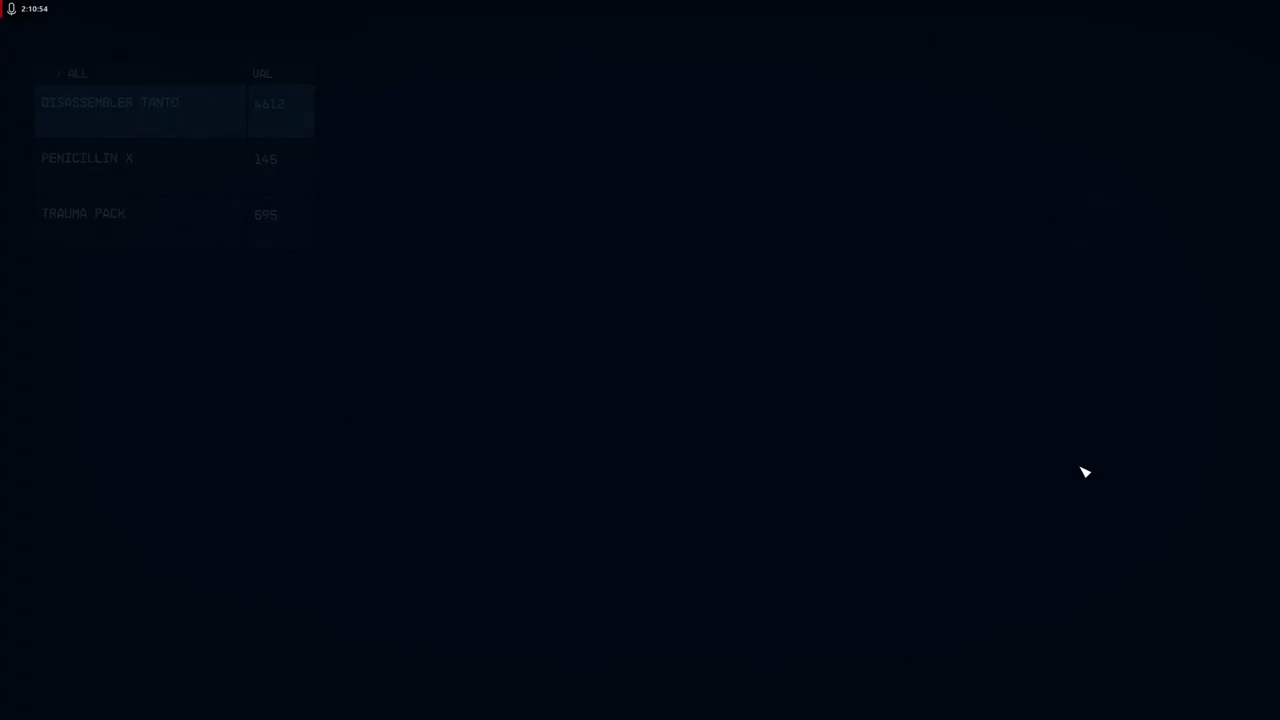 2:10:54
> ALL VAL
DISASSEMBLER TANTO 4612
PENICILLIN X 145
TRAUMA PACK 595